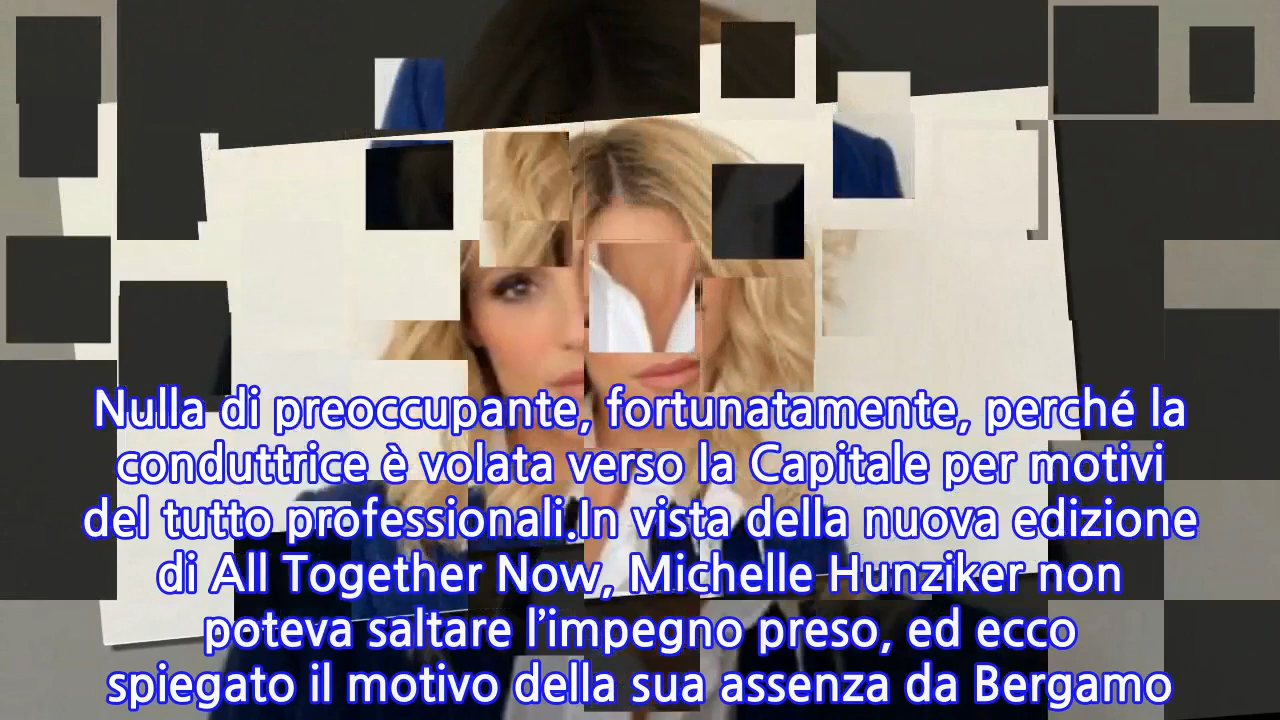 Nulla di preoccupante, fortunatamente, perché la
conduttrice è volata verso la Capitale per motivi
del tutto professionali.In vista della nuova edizione
di All Together Now, Michelle Hunziker non
poteva saltare l’impegno preso, ed ecco
spiegato il motivo della sua assenza da Bergamo